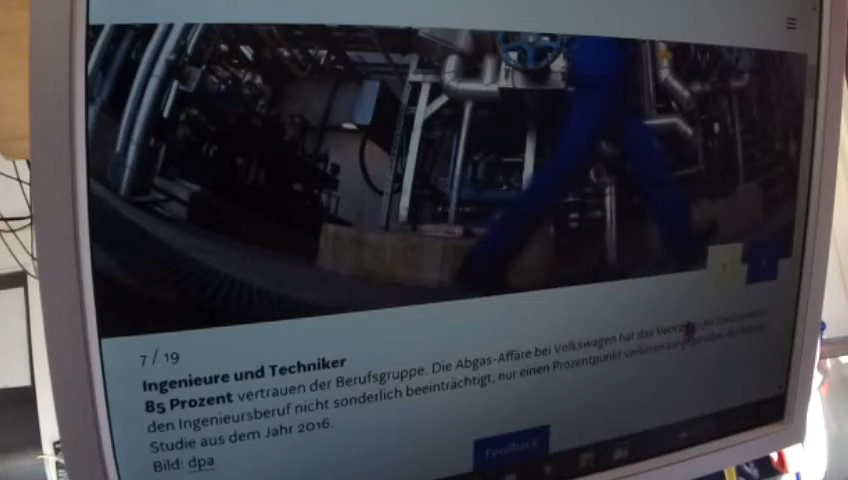 7 / 19
Ingenieure und Techniker
85 Prozent vertrauen der Berufsgruppe. Die Abgas-Affäre bei Volkswagen hat das
den Ingenieursberuf nicht sonderlich beeinträchtigt, nur einen Prozentpunkt verlieren
Studie aus dem Jahr 2016.
Bild: dpa
Feedback